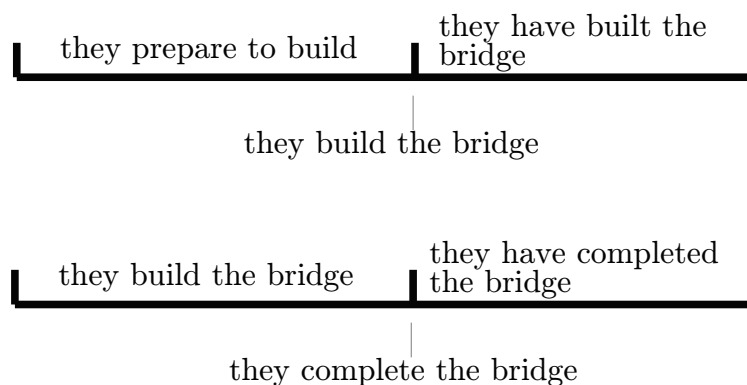 they prepare to build
they have built the
bridge
they build the bridge
they build the bridge
they have completed
the bridge
they complete the bridge